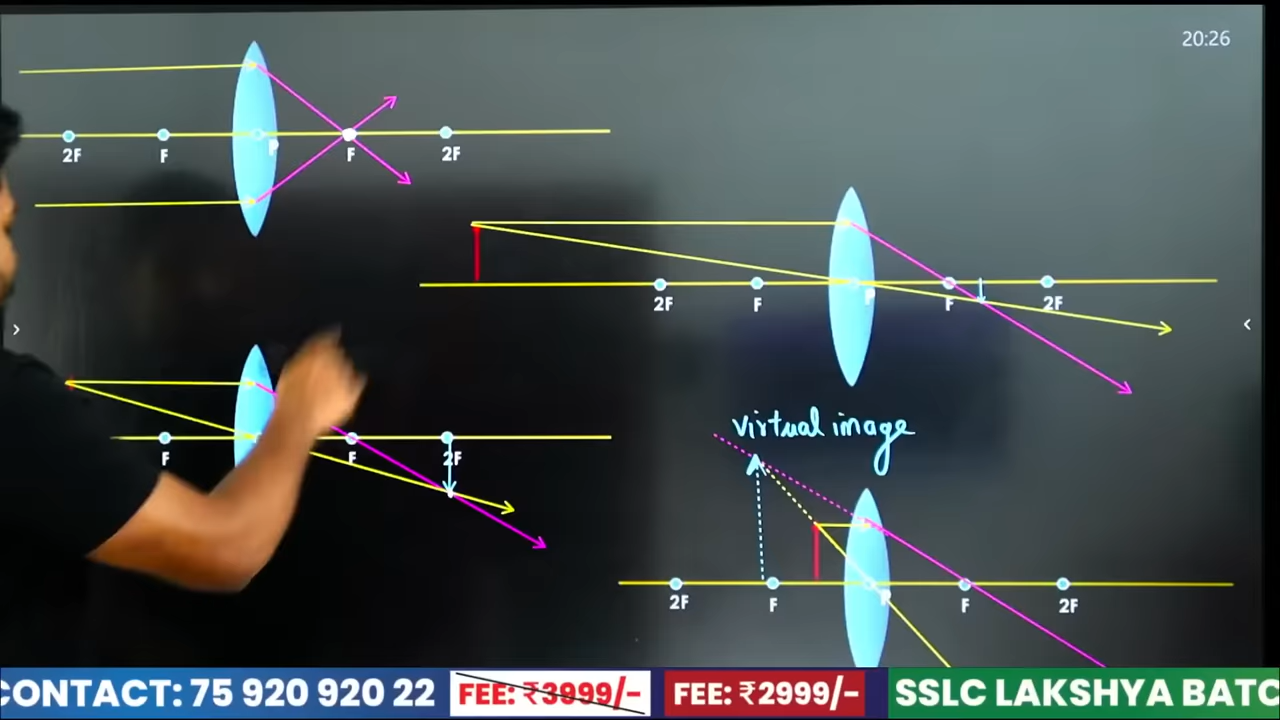 20:26
2F F P F 2F
2F F P F 2F
F F 2F
virtual image
2F F P F 2F
CONTACT: 75 920 920 22 FEE: ₹3999/- FEE: ₹2999/- SSLC LAKSHYA BATC